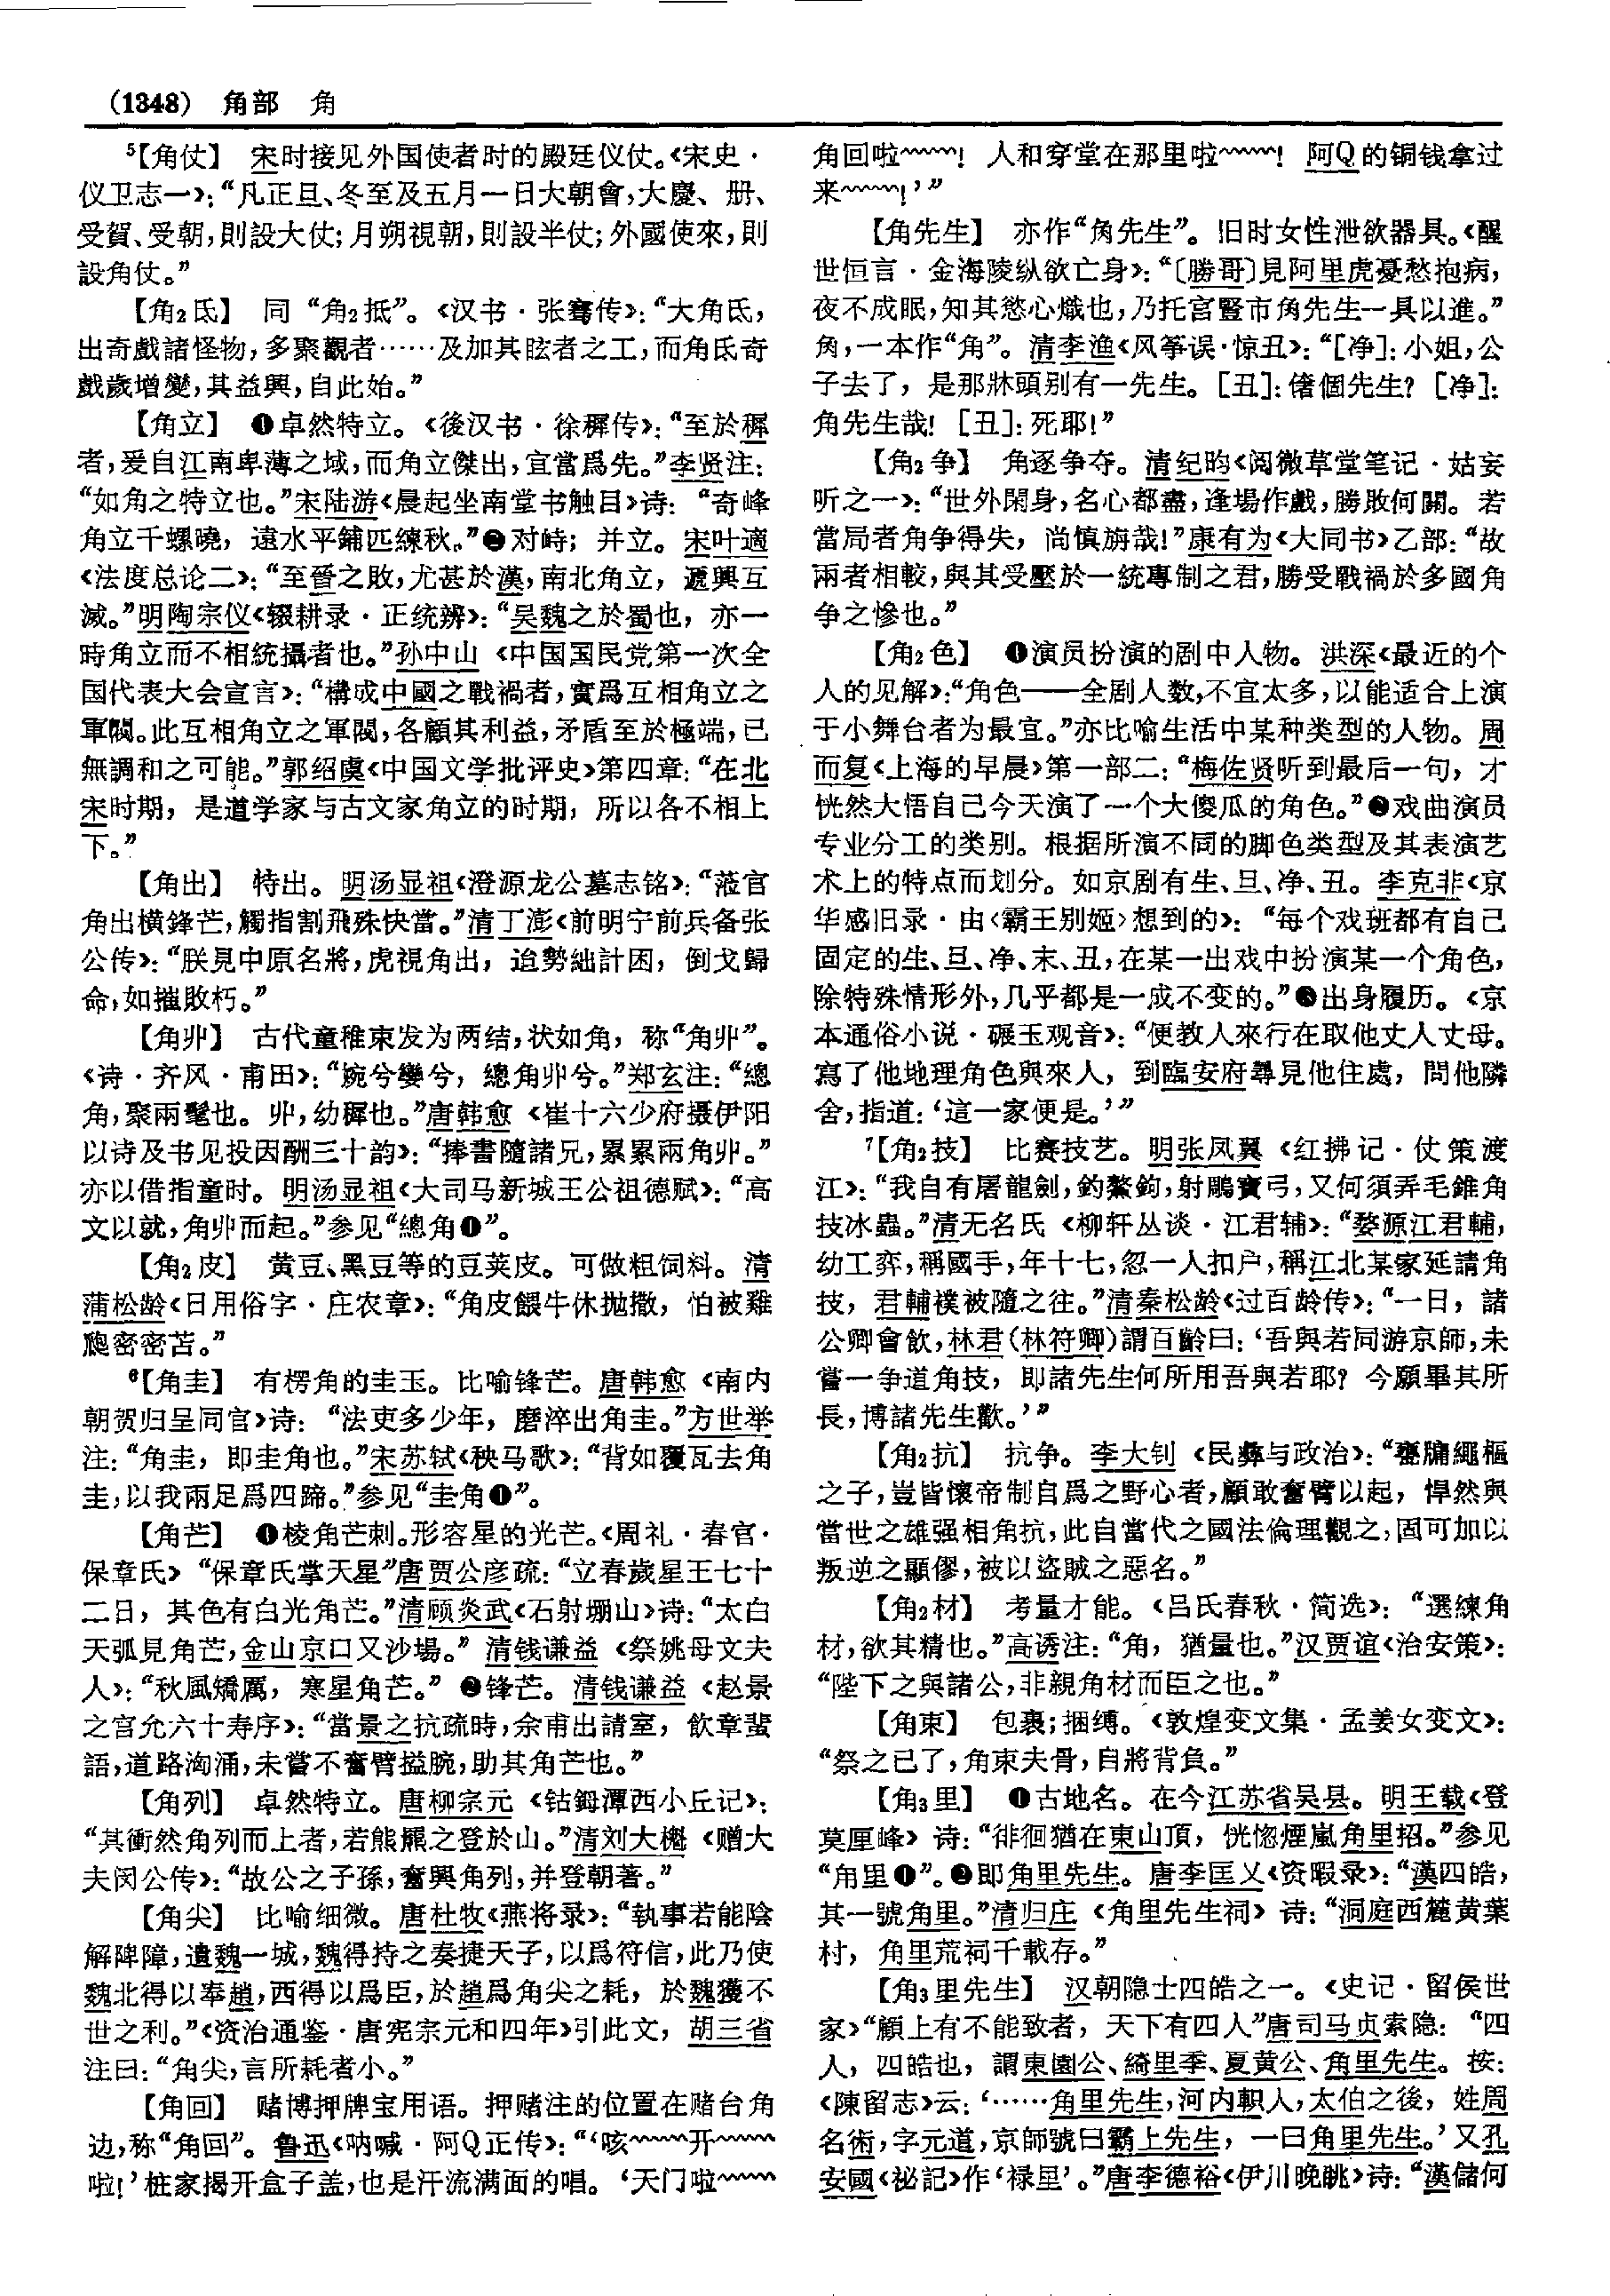 （1348） 角部 角
⁵【角仗】 宋时接见外国使者时的殿廷仪仗。《宋史·
仪卫志一》：“凡正旦、冬至及五月一日大朝會，大慶、册、
受賀、受朝，則設大仗；月朔視朝，則設半仗；外國使來，則
設角仗。”
【角₂氐】 同 “角₂抵”。《汉书·张骞传》：“大角氐，
出奇戲諸怪物，多聚觀者……及加其眩者之工，而角氐奇
戲歲增變，其益興，自此始。”
【角立】 ❶卓然特立。《後汉书·徐穉传》：“至於穉
者，爰自江南卑薄之域，而角立傑出，宜當爲先。”李贤注：
“如角之特立也。”宋陆游《晨起坐南堂书触目》诗：“奇峰
角立千螺曉，遠水平鋪匹練秋。”❷对峙；并立。宋叶適
《法度总论二》：“至晉之敗，尤甚於漢，南北角立，遞興互
滅。”明陶宗仪《辍耕录·正统辨》：“吴魏之於蜀也，亦一
時角立而不相統攝者也。”孙中山《中国国民党第一次全
国代表大会宣言》：“構成中國之戰禍者，實爲互相角立之
軍閥。此互相角立之軍閥，各顧其利益，矛盾至於極端，已
無調和之可能。”郭绍虞《中国文学批评史》第四章：“在北
宋时期，是道学家与古文家角立的时期，所以各不相上
下。”
【角出】 特出。明汤显祖《澄源龙公墓志铭》：“蒞官
角出横鋒芒，觸指割飛殊快當。”清丁澎《前明宁前兵备张
公传》：“朕見中原名將，虎視角出，迨勢絀計困，倒戈歸
命，如摧敗朽。”
【角丱】 古代童稚束发为两结，状如角，称“角丱”。
《诗·齐风·甫田》：“婉兮孌兮，總角丱兮。”郑玄注：“總
角，聚兩髦也。丱，幼穉也。”唐韩愈《崔十六少府摄伊阳
以诗及书见投因酬三十韵》：“捧書隨諸兄，累累兩角丱。”
亦以借指童时。明汤显祖《大司马新城王公祖德赋》：“高
文以就，角丱而起。”参见“總角❶”。
【角₂皮】 黄豆、黑豆等的豆荚皮。可做粗饲料。清
蒲松龄《日用俗字·庄农章》：“角皮餵牛休抛撒，怕被雞
跑密密苫。”
⁶【角圭】 有楞角的圭玉。比喻锋芒。唐韩愈《南内
朝贺归呈同官》诗：“法吏多少年，磨淬出角圭。”方世举
注：“角圭，即圭角也。”宋苏轼《秧马歌》：“背如覆瓦去角
圭，以我兩足爲四蹄。”参见“圭角❶”。
【角芒】 ❶棱角芒刺。形容星的光芒。《周礼·春官·
保章氏》“保章氏掌天星”唐贾公彦疏：“立春歲星王七十
二日，其色有白光角芒。”清顾炎武《石射堋山》诗：“太白
天弧見角芒，金山京口又沙場。”清钱谦益《祭姚母文夫
人》：“秋風矯厲，寒星角芒。”❷锋芒。清钱谦益《赵景
之宫允六十寿序》：“當景之抗疏時，余甫出請室，飲章蜚
語，道路洶涌，未嘗不奮臂搤腕，助其角芒也。”
【角列】 卓然特立。唐柳宗元《钴鉧潭西小丘记》：
“其衝然角列而上者，若熊羆之登於山。”清刘大櫆《赠大
夫闵公传》：“故公之子孫，奮興角列，并登朝著。”
【角尖】 比喻细微。唐杜牧《燕将录》：“執事若能陰
解陴障，遺魏一城，魏得持之奏捷天子，以爲符信，此乃使
魏北得以奉趙，西得以爲臣，於趙爲角尖之耗，於魏獲不
世之利。”《资治通鉴·唐宪宗元和四年》引此文，胡三省
注曰：“角尖，言所耗者小。”
【角回】 赌博押牌宝用语。押赌注的位置在赌台角
边，称“角回”。鲁迅《呐喊·阿Q正传》：“‘咳～～～开～～～
啦！’桩家揭开盒子盖，也是汗流满面的唱。‘天门啦～～～
角回啦～～～！人和穿堂在那里啦～～～！阿Q的铜钱拿过
来～～～！’”
【角先生】 亦作“㕦先生”。旧时女性泄欲器具。《醒
世恒言·金海陵纵欲亡身》：“〔勝哥〕見阿里虎憂愁抱病，
夜不成眠，知其慾心熾也，乃托宫豎市㕦先生一具以進。”
㕦，一本作“角”。清李渔《风筝误·惊丑》：“［净］：小姐，公
子去了，是那牀頭别有一先生。［丑］：偺個先生？［净］：
角先生哉！［丑］：死耶！”
【角₂争】 角逐争夺。清纪昀《阅微草堂笔记·姑妄
听之一》：“世外閑身，名心都盡，逢場作戲，勝敗何關。若
當局者角争得失，尚慎旃哉！”康有为《大同书》乙部：“故
兩者相較，與其受壓於一統專制之君，勝受戰禍於多國角
争之慘也。”
【角₂色】 ❶演员扮演的剧中人物。洪深《最近的个
人的见解》：“角色——全剧人数，不宜太多，以能适合上演
于小舞台者为最宜。”亦比喻生活中某种类型的人物。周
而复《上海的早晨》第一部二：“梅佐贤听到最后一句，才
恍然大悟自己今天演了一个大傻瓜的角色。”❷戏曲演员
专业分工的类别。根据所演不同的脚色类型及其表演艺
术上的特点而划分。如京剧有生、旦、净、丑。李克非《京
华感旧录·由〈霸王别姬〉想到的》：“每个戏班都有自己
固定的生、旦、净、末、丑，在某一出戏中扮演某一个角色，
除特殊情形外，几乎都是一成不变的。”❸出身履历。《京
本通俗小说·碾玉观音》：“便教人來行在取他丈人丈母。
寫了他地理角色與來人，到臨安府尋見他住處，問他隣
舍，指道：‘這一家便是。’”
⁷【角₂技】 比赛技艺。明张凤翼《红拂记·仗策渡
江》：“我自有屠龍劍，釣鰲鉤，射鵰寶弓，又何須弄毛錐角
技冰蟲。”清无名氏《柳轩丛谈·江君辅》：“婺源江君輔，
幼工弈，稱國手，年十七，忽一人扣户，稱江北某家延請角
技，君輔襆被隨之往。”清秦松龄《过百龄传》：“一日，諸
公卿會飲，林君（林符卿）謂百齡曰：‘吾與若同游京師，未
嘗一争道角技，即諸先生何所用吾與若耶？今願畢其所
長，博諸先生歡。’”
【角₂抗】 抗争。李大钊《民彝与政治》：“甕牖繩樞
之子，豈皆懷帝制自爲之野心者，顧敢奮臂以起，悍然與
當世之雄强相角抗，此自當代之國法倫理觀之，固可加以
叛逆之顯僇，被以盜賊之惡名。”
【角₂材】 考量才能。《吕氏春秋·简选》：“選練角
材，欲其精也。”高诱注：“角，猶量也。”汉贾谊《治安策》：
“陛下之與諸公，非親角材而臣之也。”
【角束】 包裹；捆缚。《敦煌变文集·孟姜女变文》：
“祭之已了，角束夫骨，自將背負。”
【角₃里】 ❶古地名。在今江苏省吴县。明王载《登
莫厘峰》诗：“徘徊猶在東山頂，恍惚煙嵐角里招。”参见
“甪里❶”。❷即角里先生。唐李匡乂《资暇录》：“漢四皓，
其一號角里。”清归庄《角里先生祠》诗：“洞庭西麓黄葉
村，角里荒祠千載存。”
【角₃里先生】 汉朝隐士四皓之一。《史记·留侯世
家》“顧上有不能致者，天下有四人”唐司马贞索隐：“四
人，四皓也，謂東園公、綺里季、夏黄公、角里先生。按：
《陳留志》云：‘……角里先生，河内軹人，太伯之後，姓周
名術，字元道，京師號曰霸上先生，一曰角里先生。’又孔
安國《祕記》作‘禄里’。”唐李德裕《伊川晚眺》诗：“漢儲何